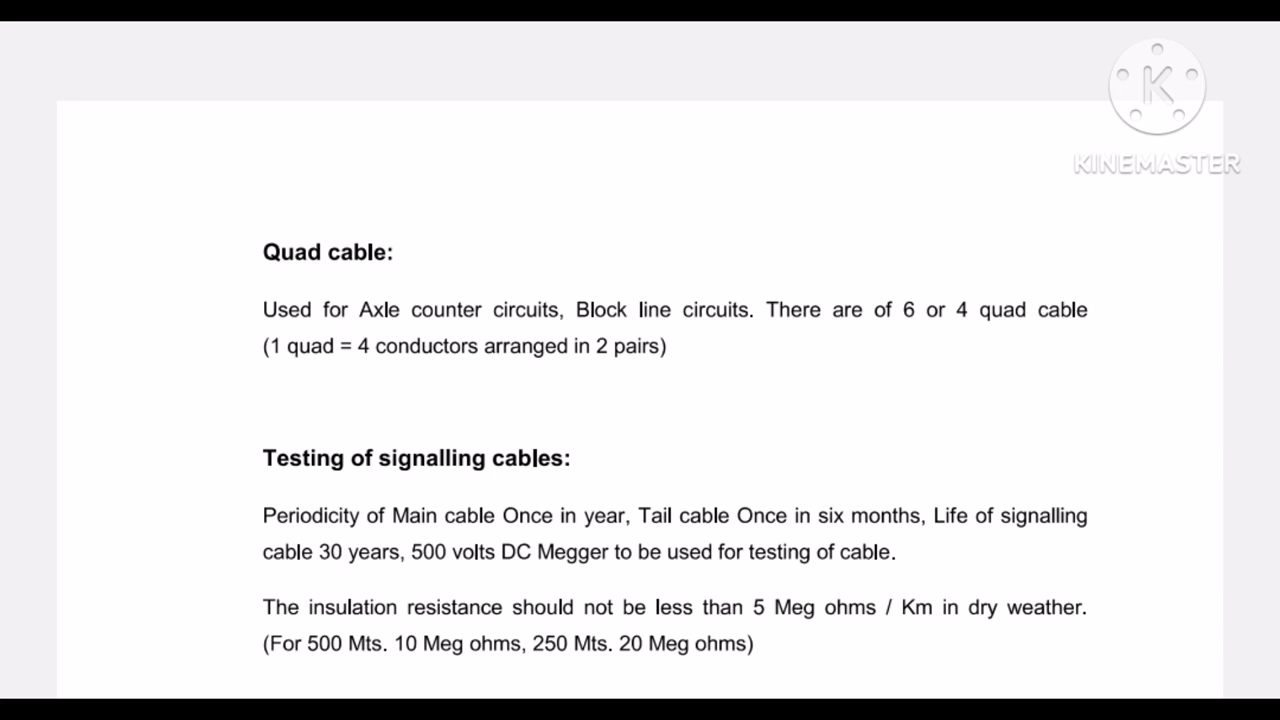 K
KINEMASTER
Quad cable:
Used for Axle counter circuits, Block line circuits. There are of 6 or 4 quad cable
(1 quad = 4 conductors arranged in 2 pairs)
Testing of signalling cables:
Periodicity of Main cable Once in year, Tail cable Once in six months, Life of signalling
cable 30 years, 500 volts DC Megger to be used for testing of cable.
The insulation resistance should not be less than 5 Meg ohms / Km in dry weather.
(For 500 Mts. 10 Meg ohms, 250 Mts. 20 Meg ohms)